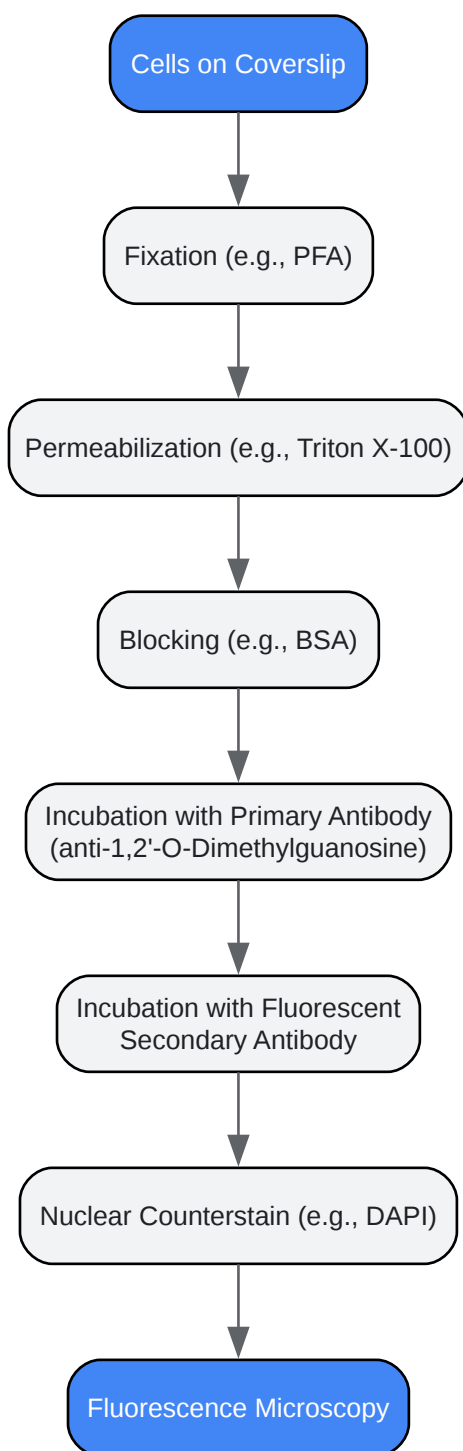 Cells on Coverslip
Fixation (e.g., PFA)
Permeabilization (e.g., Triton X-100)
Blocking (e.g., BSA)
Incubation with Primary Antibody
(anti-1,2'-O-Dimethylguanosine)
Incubation with Fluorescent
Secondary Antibody
Nuclear Counterstain (e.g., DAPI)
Fluorescence Microscopy